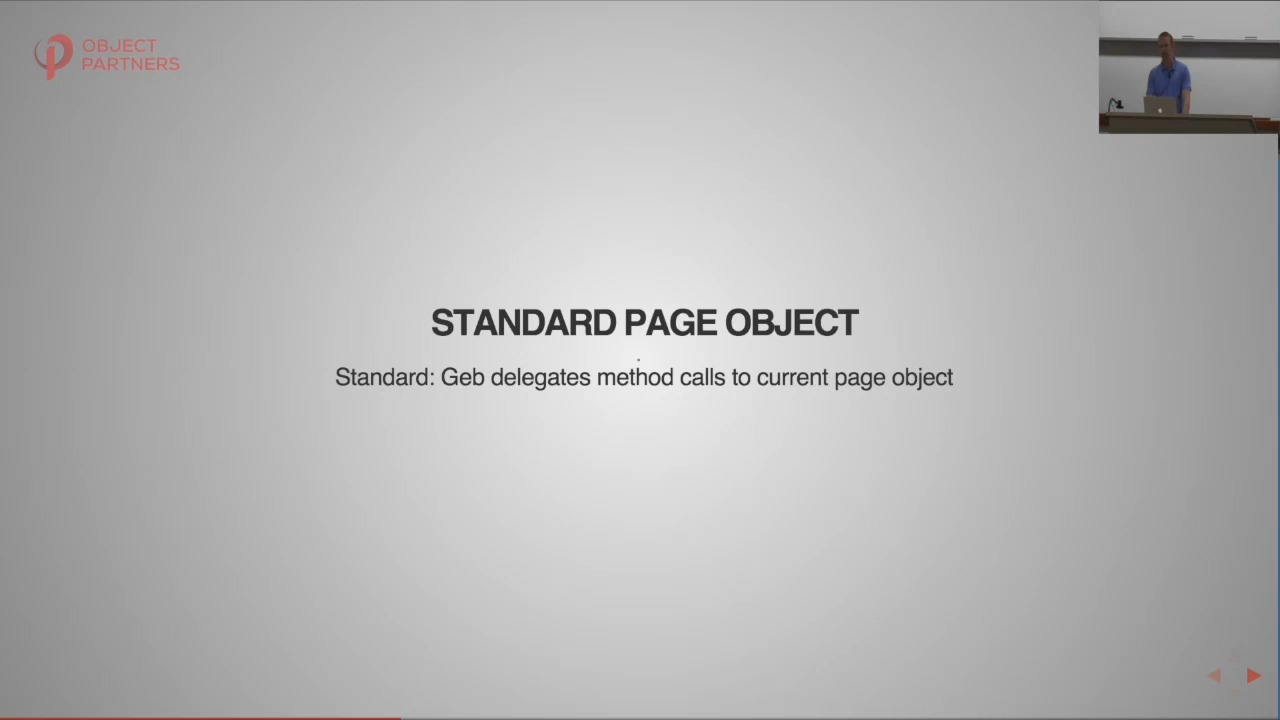 OBJECT
PARTNERS
STANDARD PAGE OBJECT
Standard: Geb delegates method calls to current page object